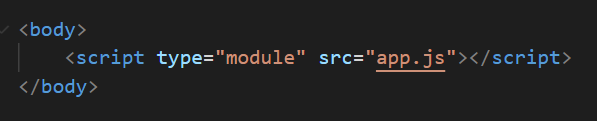 <body>
    <script type="module" src="app.js"></script>
</body>